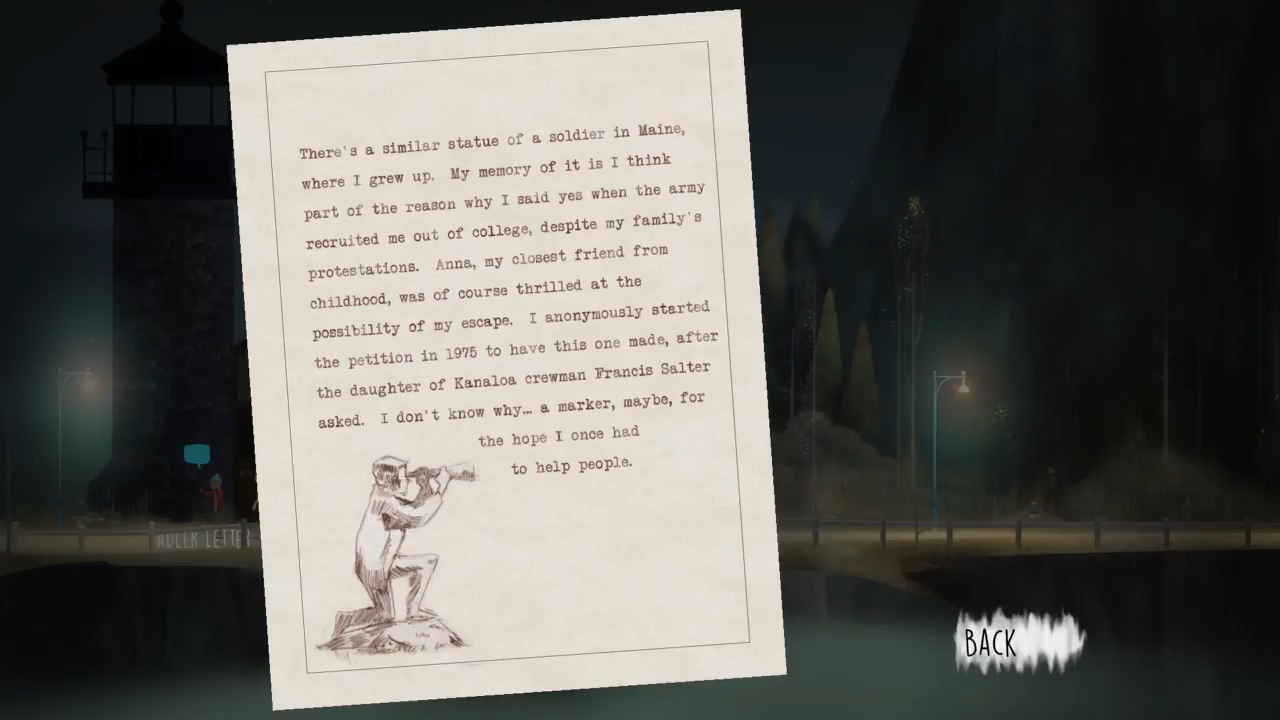 There's a similar statue of a soldier in Maine,
where I grew up.  My memory of it is I think
part of the reason why I said yes when the army
recruited me out of college, despite my family's
protestations.  Anna, my closest friend from
childhood, was of course thrilled at the
possibility of my escape.  I anonymously started
the petition in 1975 to have this one made, after
the daughter of Kanaloa crewman Francis Salter
asked.  I don't know why… a marker, maybe, for
the hope I once had
to help people.
ADLER LETTER
BACK